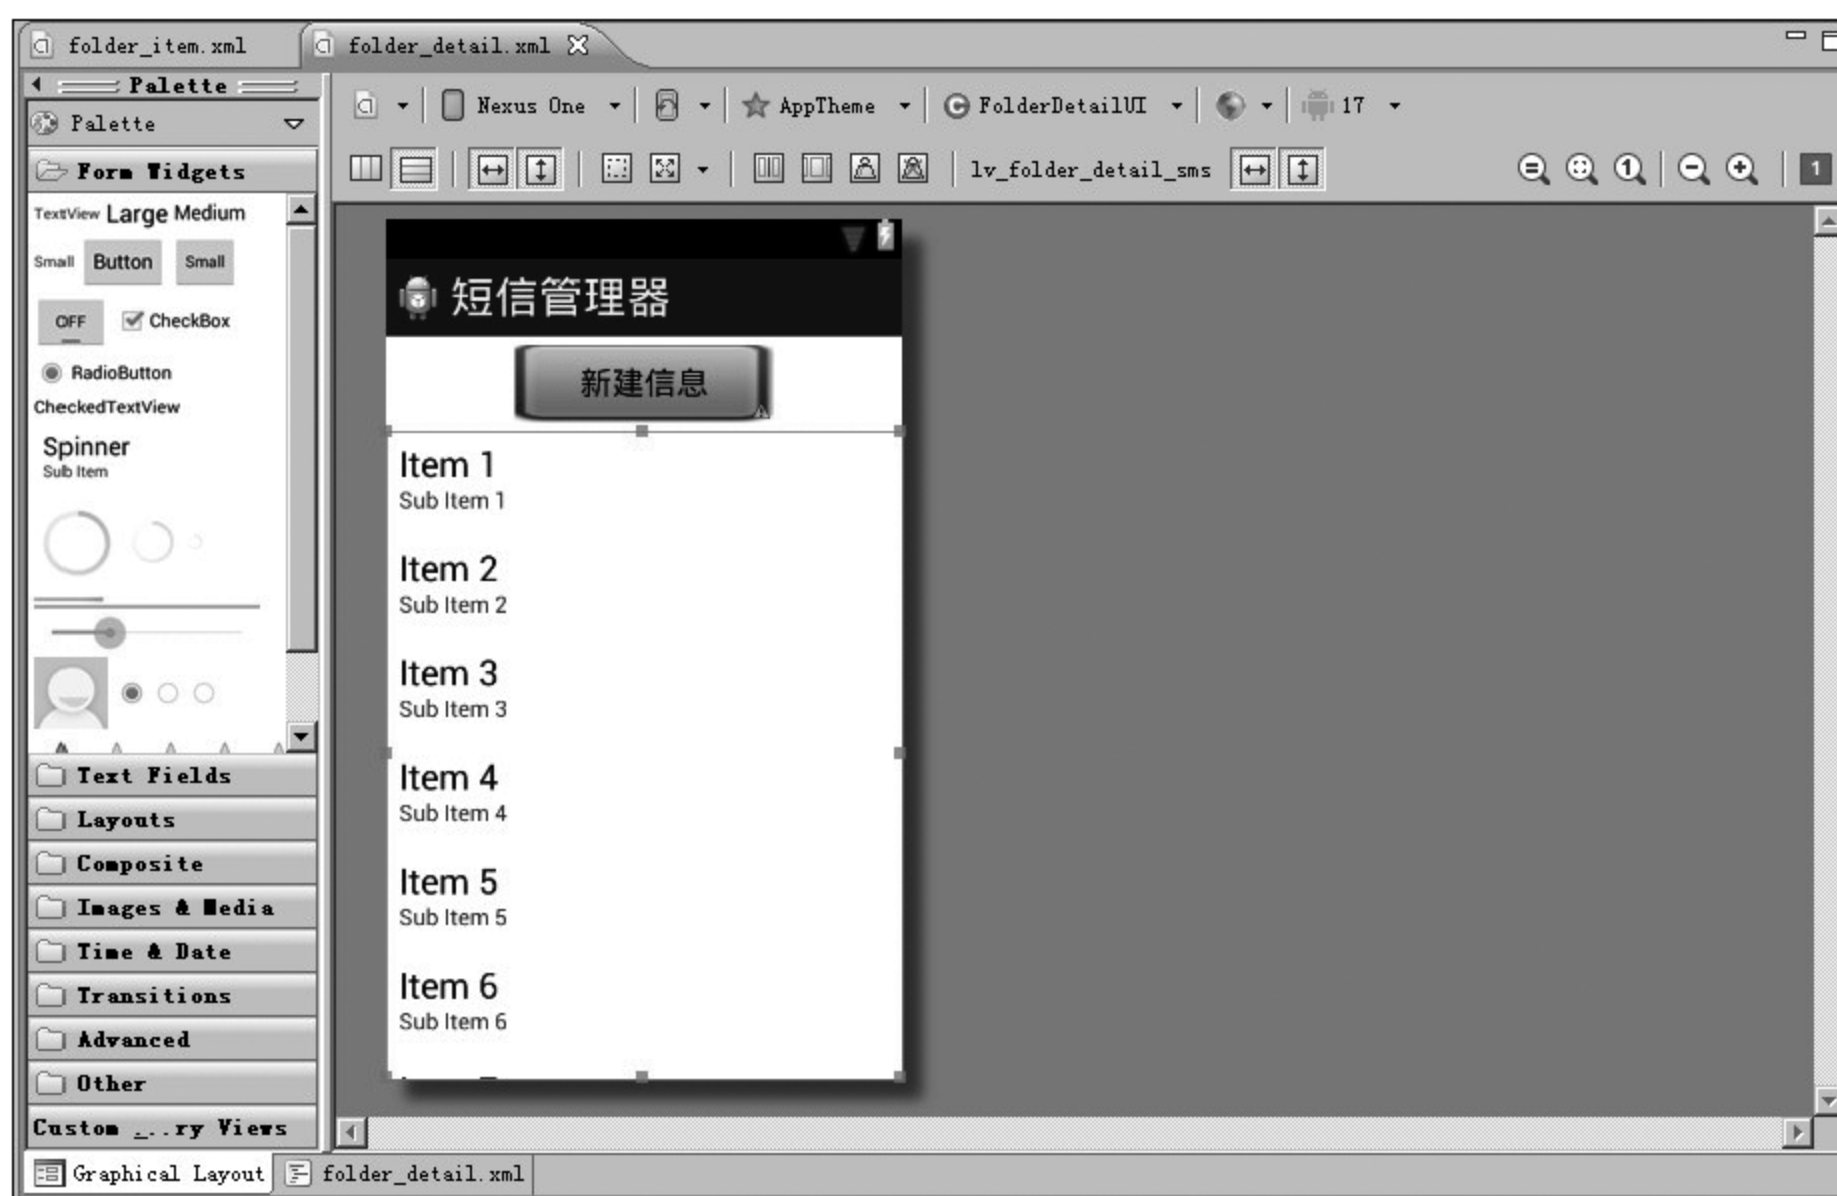 folder_item.xml folder_detail.xml
Palette
Palette
Nexus One AppTheme FolderDetailUI 17
Form Widgets
lv_folder_detail_sms 1
TextView Large Medium
Small Button Small
OFF CheckBox
RadioButton
CheckedTextView
Spinner
Sub Item
Text Fields
Layouts
Composite
Images & Media
Time & Date
Transitions
Advanced
Other
Custom ...ry Views
短信管理器
新建信息
Item 1
Sub Item 1
Item 2
Sub Item 2
Item 3
Sub Item 3
Item 4
Sub Item 4
Item 5
Sub Item 5
Item 6
Sub Item 6
Graphical Layout folder_detail.xml